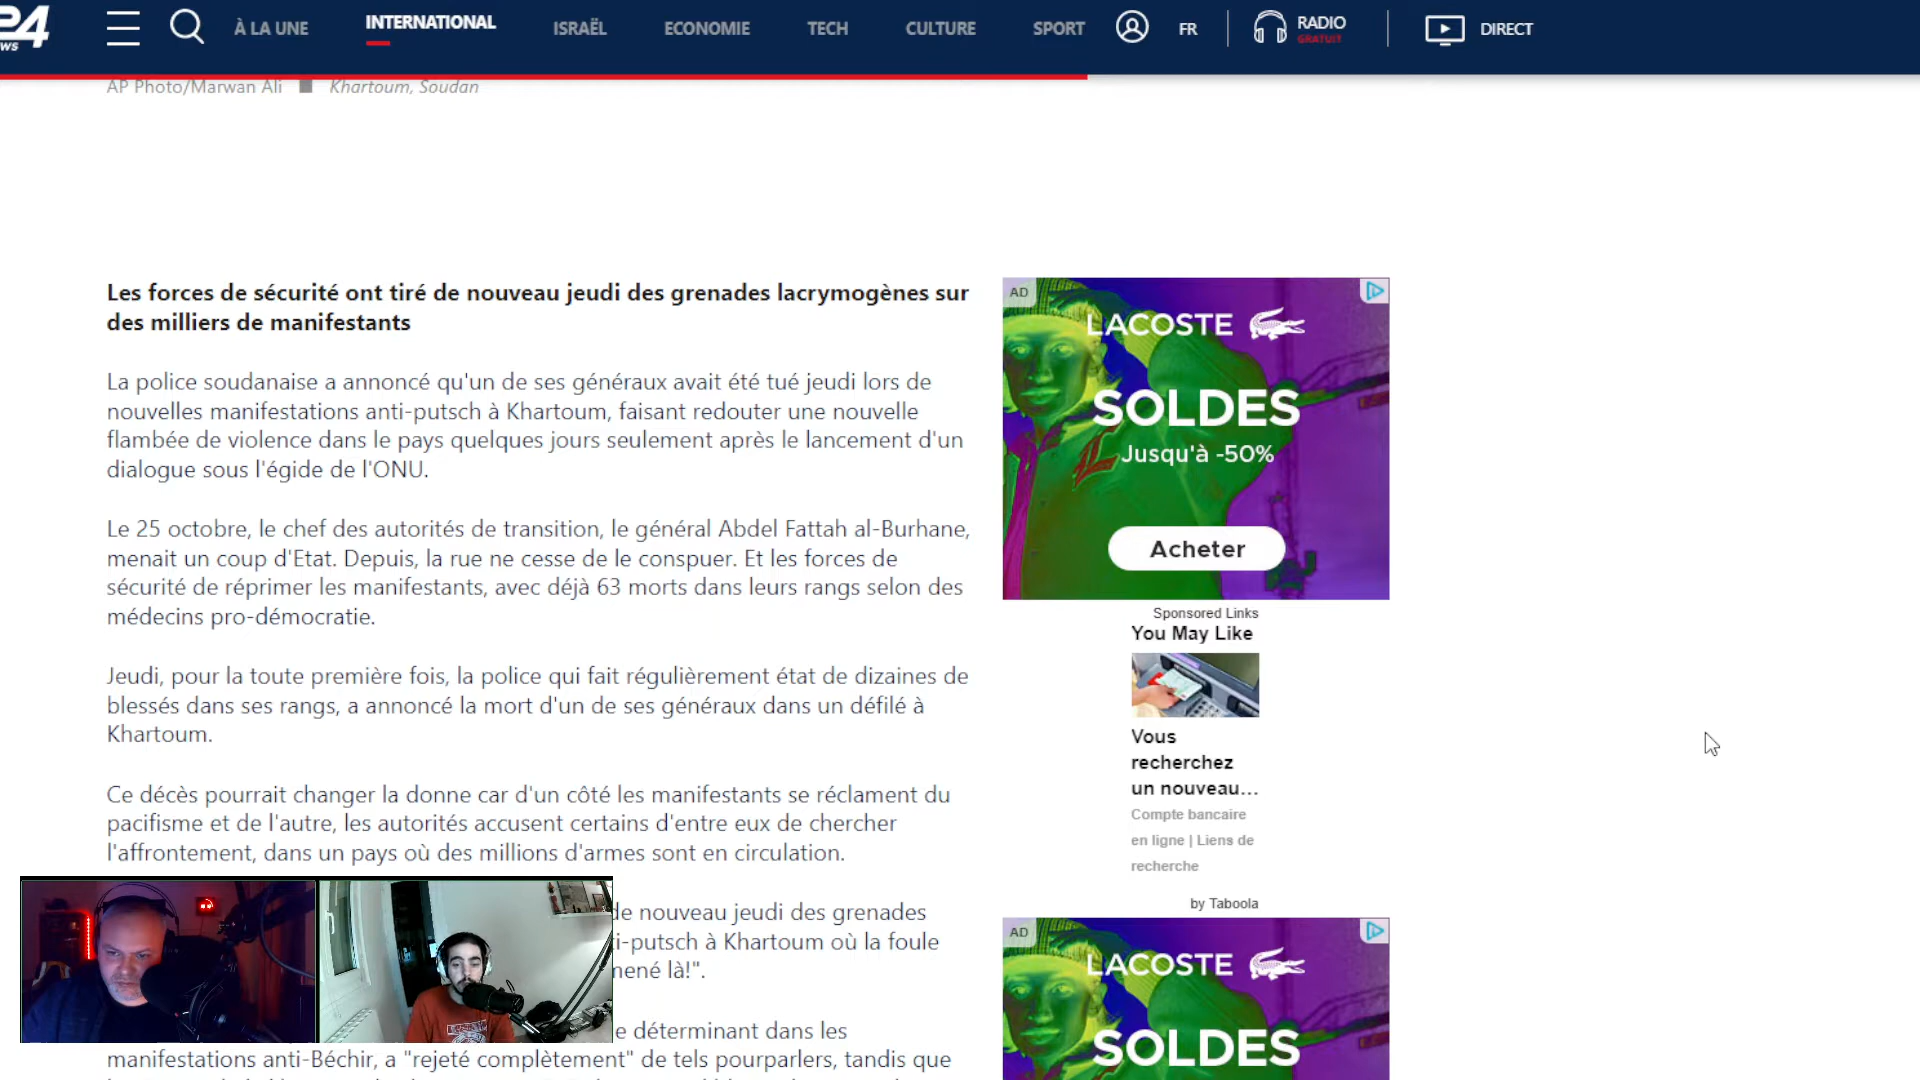 24
À LA UNE
INTERNATIONAL
ISRAËL
ECONOMIE
TECH
CULTURE
SPORT
FR
RADIO
GRATUIT
DIRECT
AP Photo/Marwan Ali
Khartoum, Soudan
Les forces de sécurité ont tiré de nouveau jeudi des grenades lacrymogènes sur
des milliers de manifestants
La police soudanaise a annoncé qu'un de ses généraux avait été tué jeudi lors de
nouvelles manifestations anti-putsch à Khartoum, faisant redouter une nouvelle
flambée de violence dans le pays quelques jours seulement après le lancement d'un
dialogue sous l'égide de l'ONU.
Le 25 octobre, le chef des autorités de transition, le général Abdel Fattah al-Burhane,
menait un coup d'Etat. Depuis, la rue ne cesse de le conspuer. Et les forces de
sécurité de réprimer les manifestants, avec déjà 63 morts dans leurs rangs selon des
médecins pro-démocratie.
Jeudi, pour la toute première fois, la police qui fait régulièrement état de dizaines de
blessés dans ses rangs, a annoncé la mort d'un de ses généraux dans un défilé à
Khartoum.
Ce décès pourrait changer la donne car d'un côté les manifestants se réclament du
pacifisme et de l'autre, les autorités accusent certains d'entre eux de chercher
l'affrontement, dans un pays où des millions d'armes sont en circulation.
de nouveau jeudi des grenades
i-putsch à Khartoum où la foule
mené là!".
e déterminant dans les
manifestations anti-Béchir, a "rejeté complètement" de tels pourparlers, tandis que
AD
LACOSTE
SOLDES
Jusqu'à -50%
Acheter
Sponsored Links
You May Like
Vous
recherchez
un nouveau...
Compte bancaire
en ligne | Liens de
recherche
by Taboola
AD
LACOSTE
SOLDES